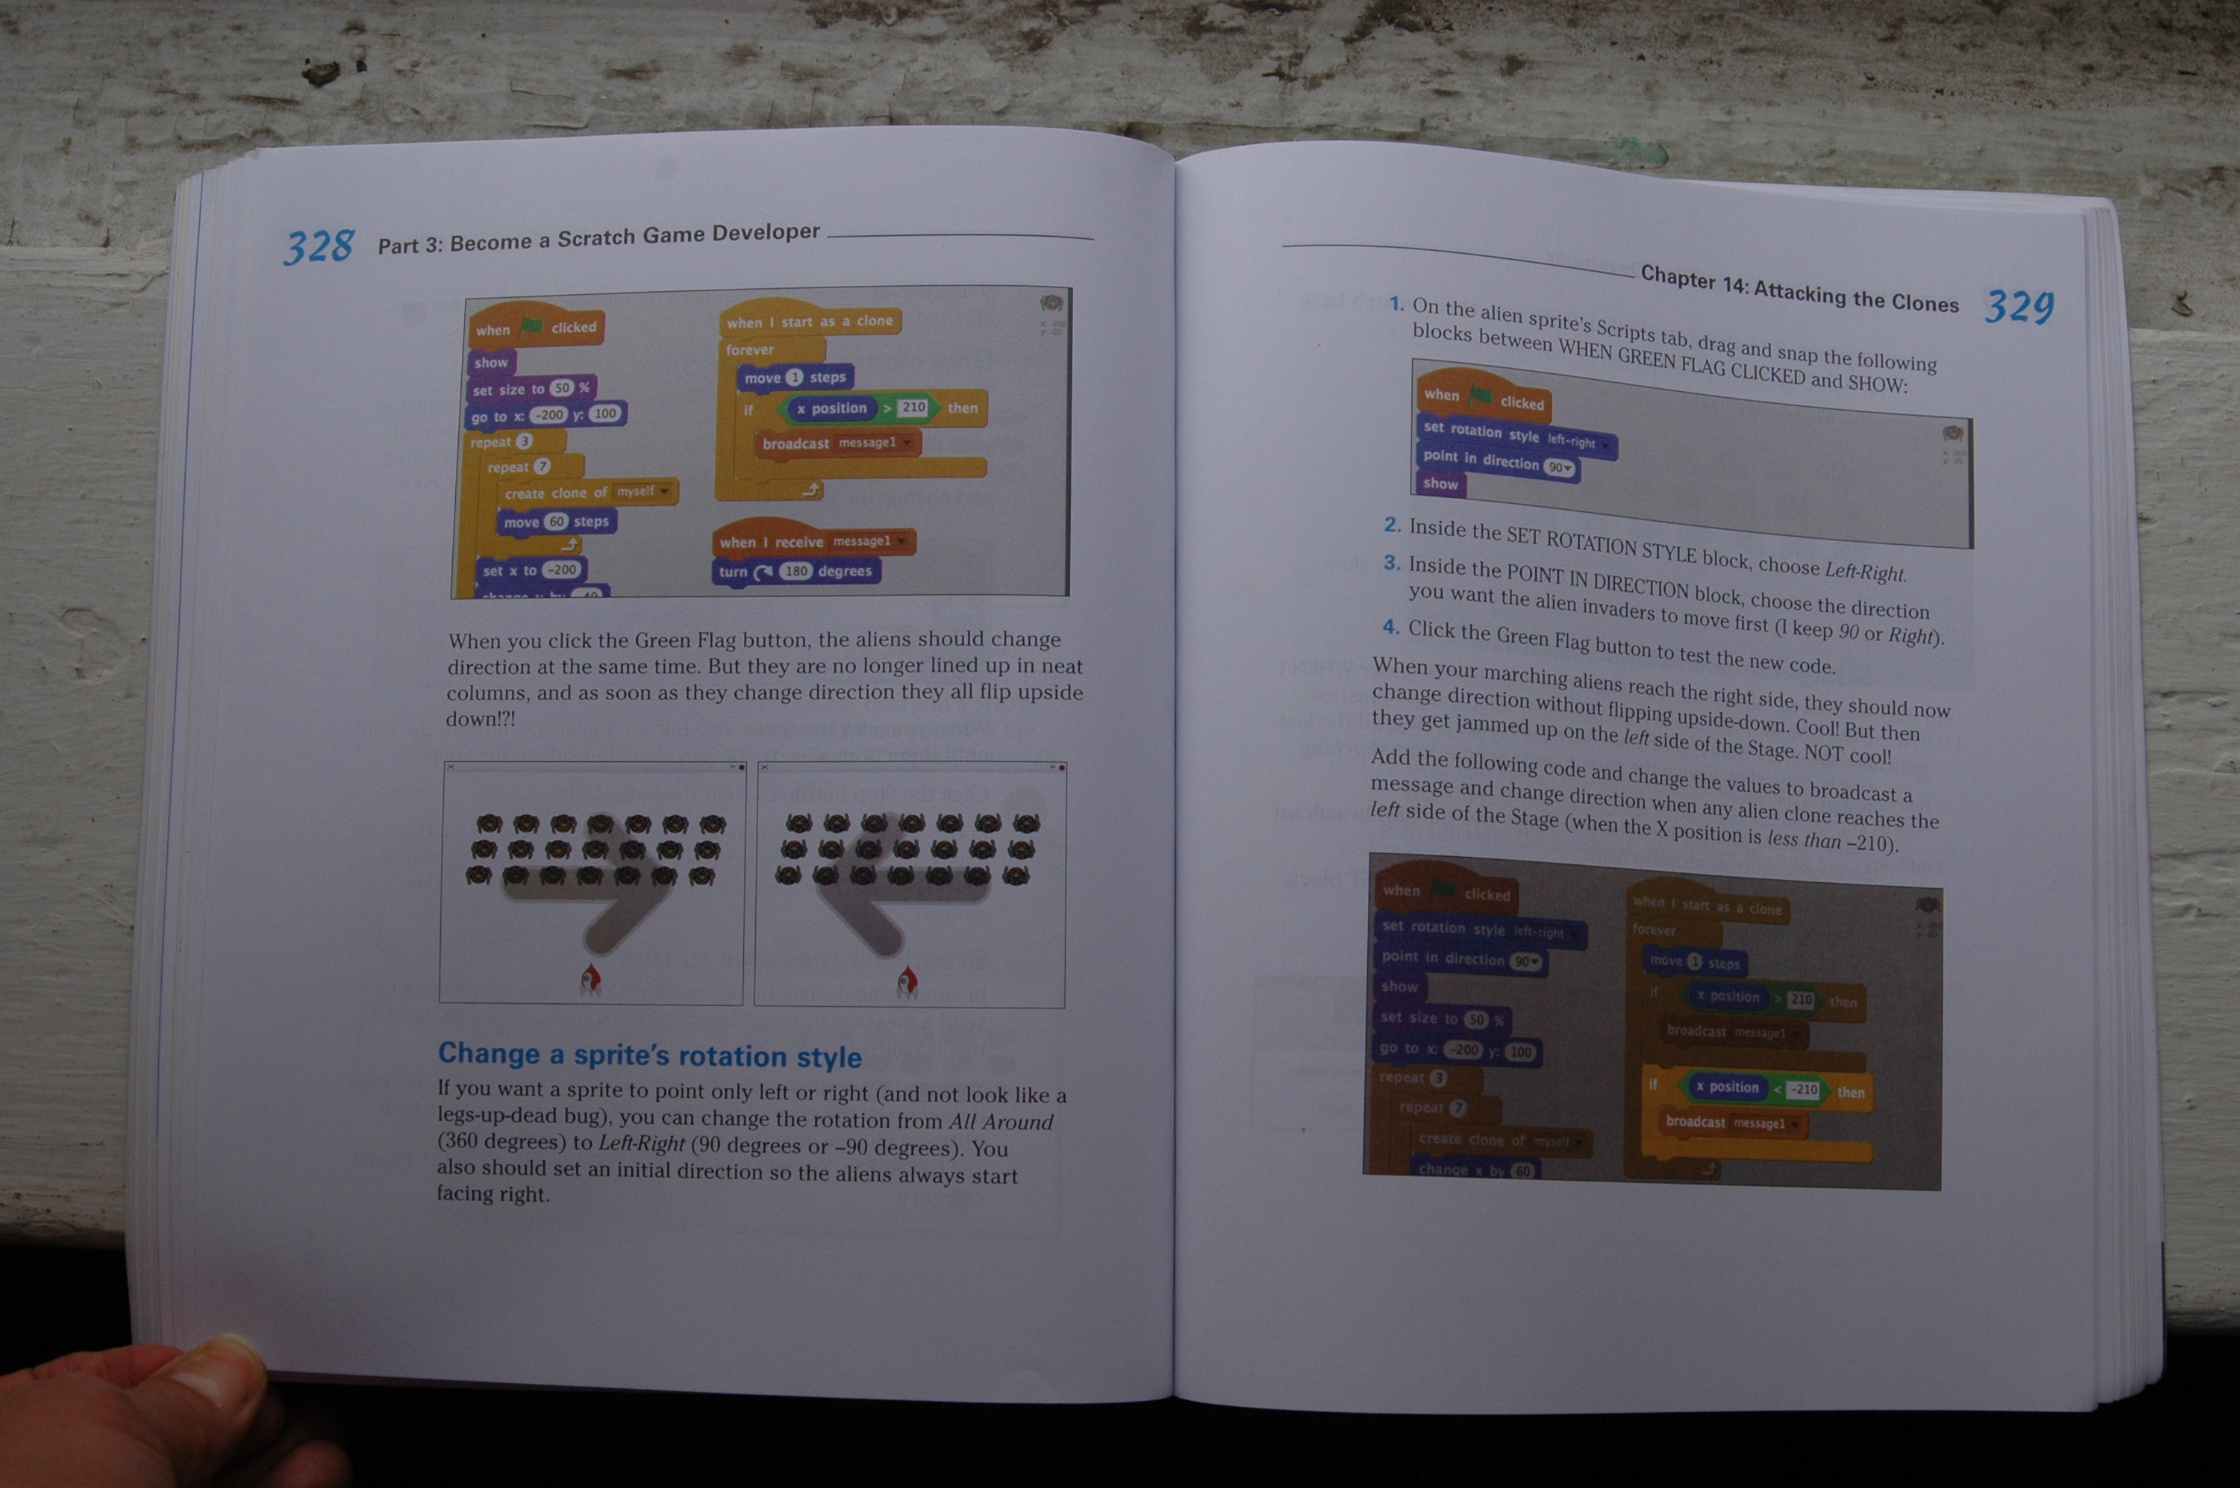 328 Part 3: Become a Scratch Game Developer
when clicked
show
set size to 50 %
go to x: -200 y: 100
repeat 3
repeat 7
create clone of myself
move 60 steps
set x to -200
change y by -40
when I start as a clone
forever
move 1 steps
if x position > 210 then
broadcast message1
when I receive message1
turn 180 degrees
When you click the Green Flag button, the aliens should change
direction at the same time. But they are no longer lined up in neat
columns, and as soon as they change direction they all flip upside
down!?!
Change a sprite's rotation style
If you want a sprite to point only left or right (and not look like a
legs-up-dead bug), you can change the rotation from All Around
(360 degrees) to Left-Right (90 degrees or –90 degrees). You
also should set an initial direction so the aliens always start
facing right.
Chapter 14: Attacking the Clones 329
1. On the alien sprite's Scripts tab, drag and snap the following
blocks between WHEN GREEN FLAG CLICKED and SHOW:
when clicked
set rotation style left-right
point in direction 90
show
2. Inside the SET ROTATION STYLE block, choose Left-Right.
3. Inside the POINT IN DIRECTION block, choose the direction
you want the alien invaders to move first (I keep 90 or Right).
4. Click the Green Flag button to test the new code.
When your marching aliens reach the right side, they should now
change direction without flipping upside-down. Cool! But then
they get jammed up on the left side of the Stage. NOT cool!
Add the following code and change the values to broadcast a
message and change direction when any alien clone reaches the
left side of the Stage (when the X position is less than –210).
when clicked
set rotation style left-right
point in direction 90
show
set size to 50 %
go to x: -200 y: 100
repeat 3
repeat 7
create clone of myself
change x by 60
when I start as a clone
forever
move 1 steps
if x position > 210 then
broadcast message1
if x position < -210 then
broadcast message1